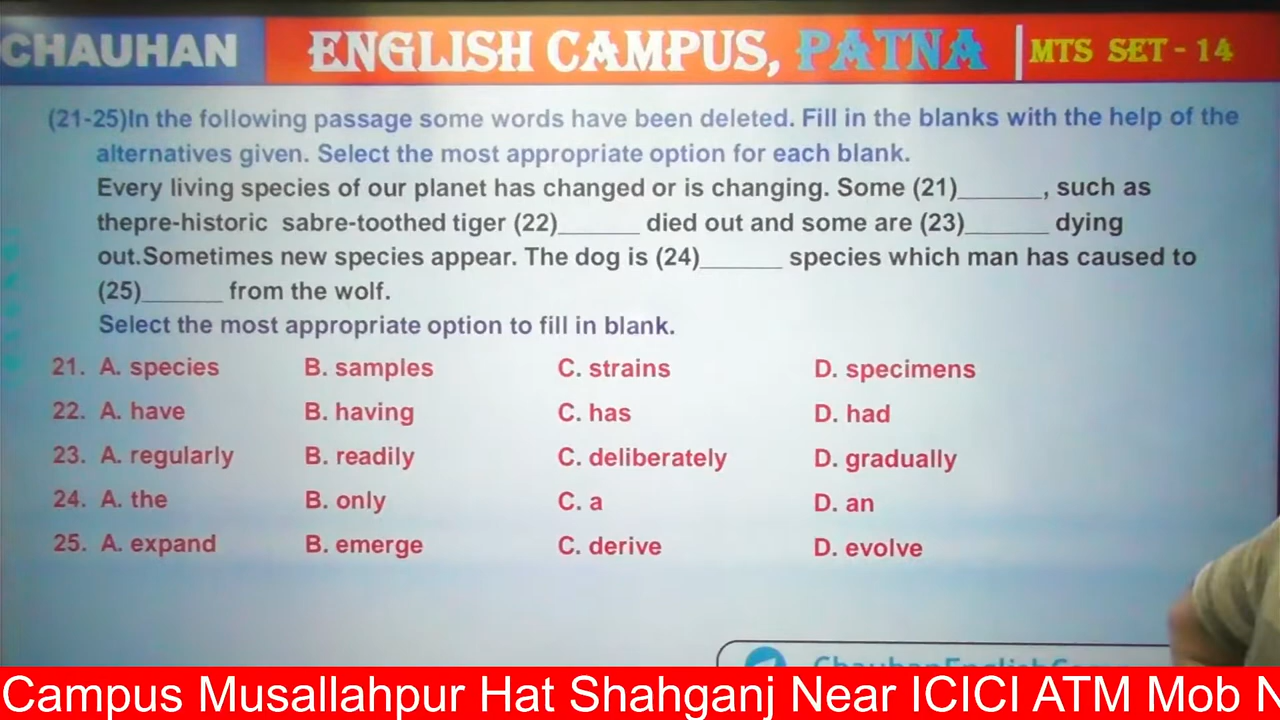 CHAUHAN ENGLISH CAMPUS, PATNA MTS SET - 14
(21-25)In the following passage some words have been deleted. Fill in the blanks with the help of the
alternatives given. Select the most appropriate option for each blank.
Every living species of our planet has changed or is changing. Some (21)______, such as
thepre-historic sabre-toothed tiger (22)______ died out and some are (23)______ dying
out.Sometimes new species appear. The dog is (24)______ species which man has caused to
(25)______ from the wolf.
Select the most appropriate option to fill in blank.
21. A. species B. samples C. strains D. specimens
22. A. have B. having C. has D. had
23. A. regularly B. readily C. deliberately D. gradually
24. A. the B. only C. a D. an
25. A. expand B. emerge C. derive D. evolve
Campus Musallahpur Hat Shahganj Near ICICI ATM Mob N